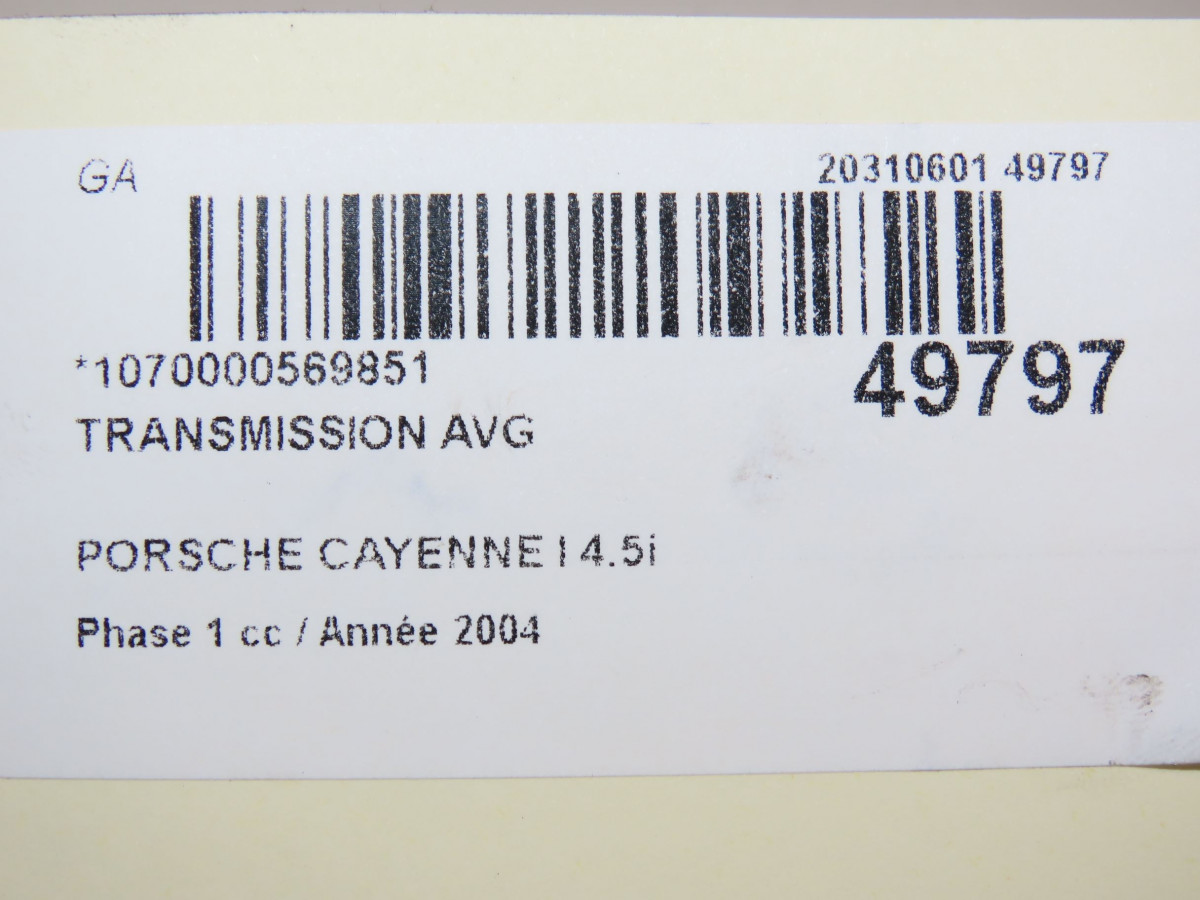 GA
20310601 49797
*1070000569851
49797
TRANSMISSION AVG
PORSCHE CAYENNE I 4.5i
Phase 1 cc / Année 2004